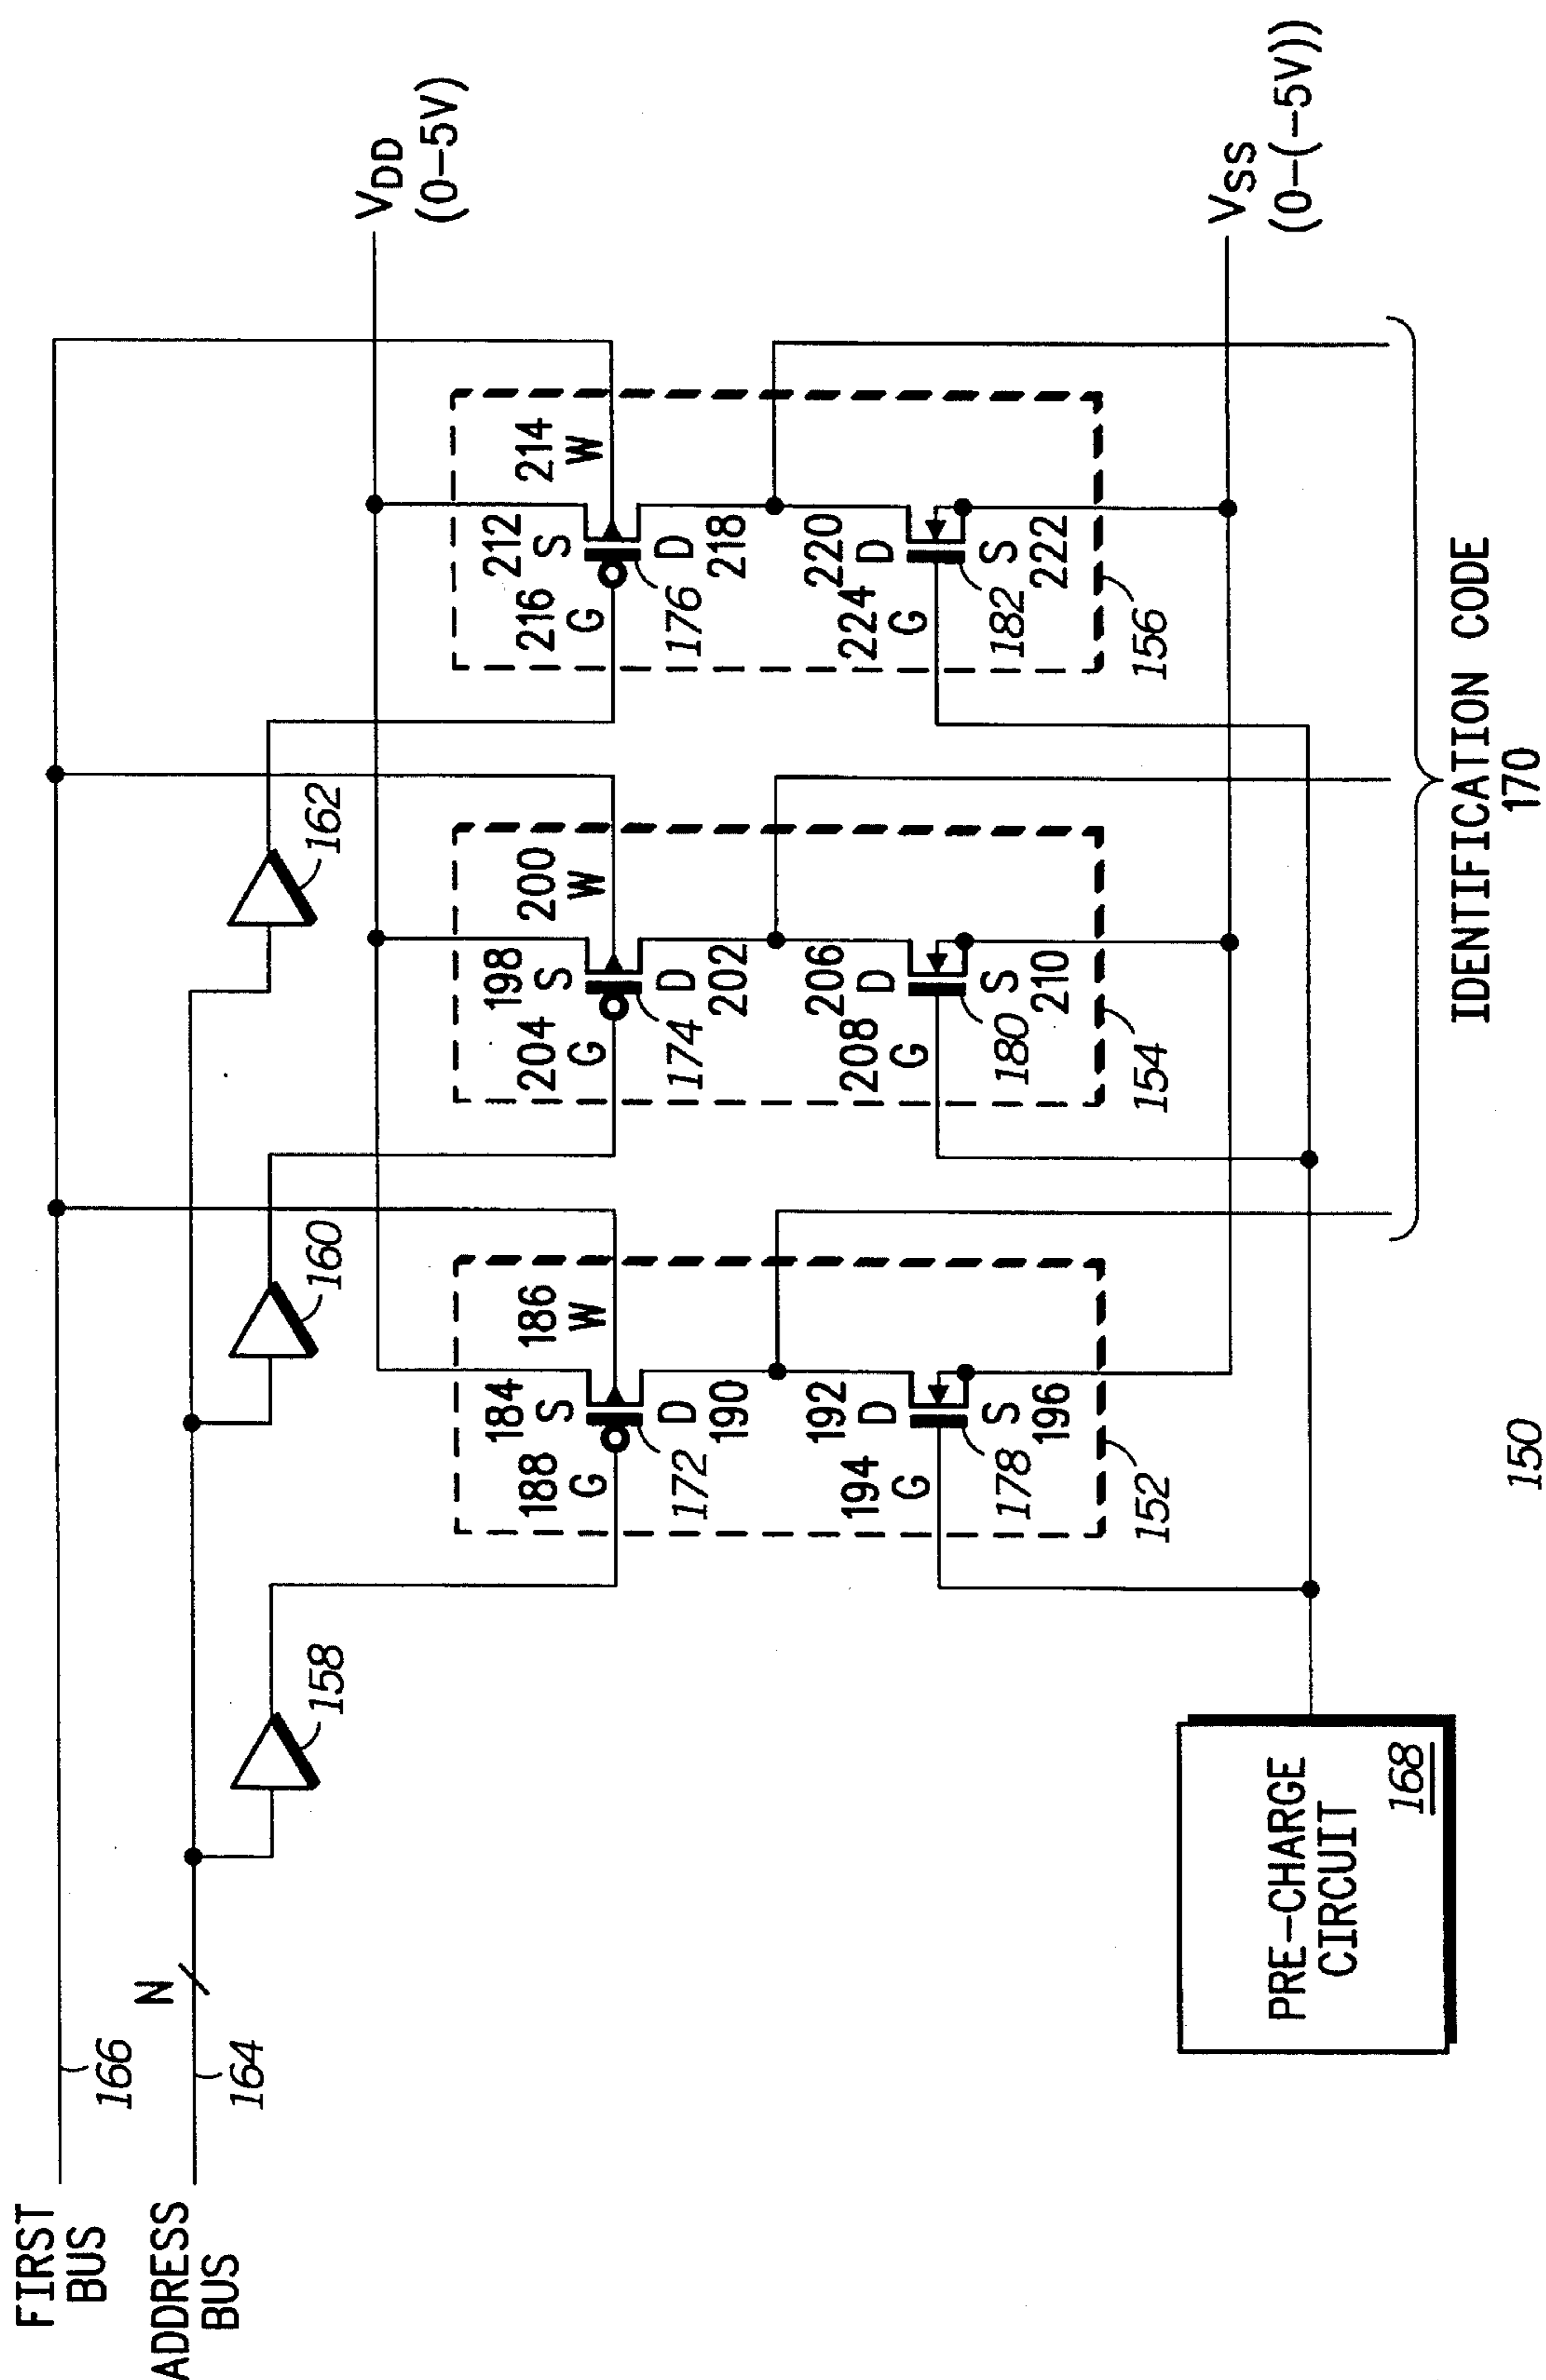 FIRST
BUS
166
ADDRESS
BUS
164
N
158
160
162
V_DD
(0-5V)
184
S
186
W
188
G
172
D
190
192
D
194
G
178
S
196
152
198
S
200
W
204
G
174
D
202
206
D
208
G
180
S
210
154
212
S
214
W
216
G
176
D
218
220
D
224
G
182
S
222
156
V_SS
(0-(-5V))
PRE-CHARGE
CIRCUIT
168
IDENTIFICATION CODE
170
150